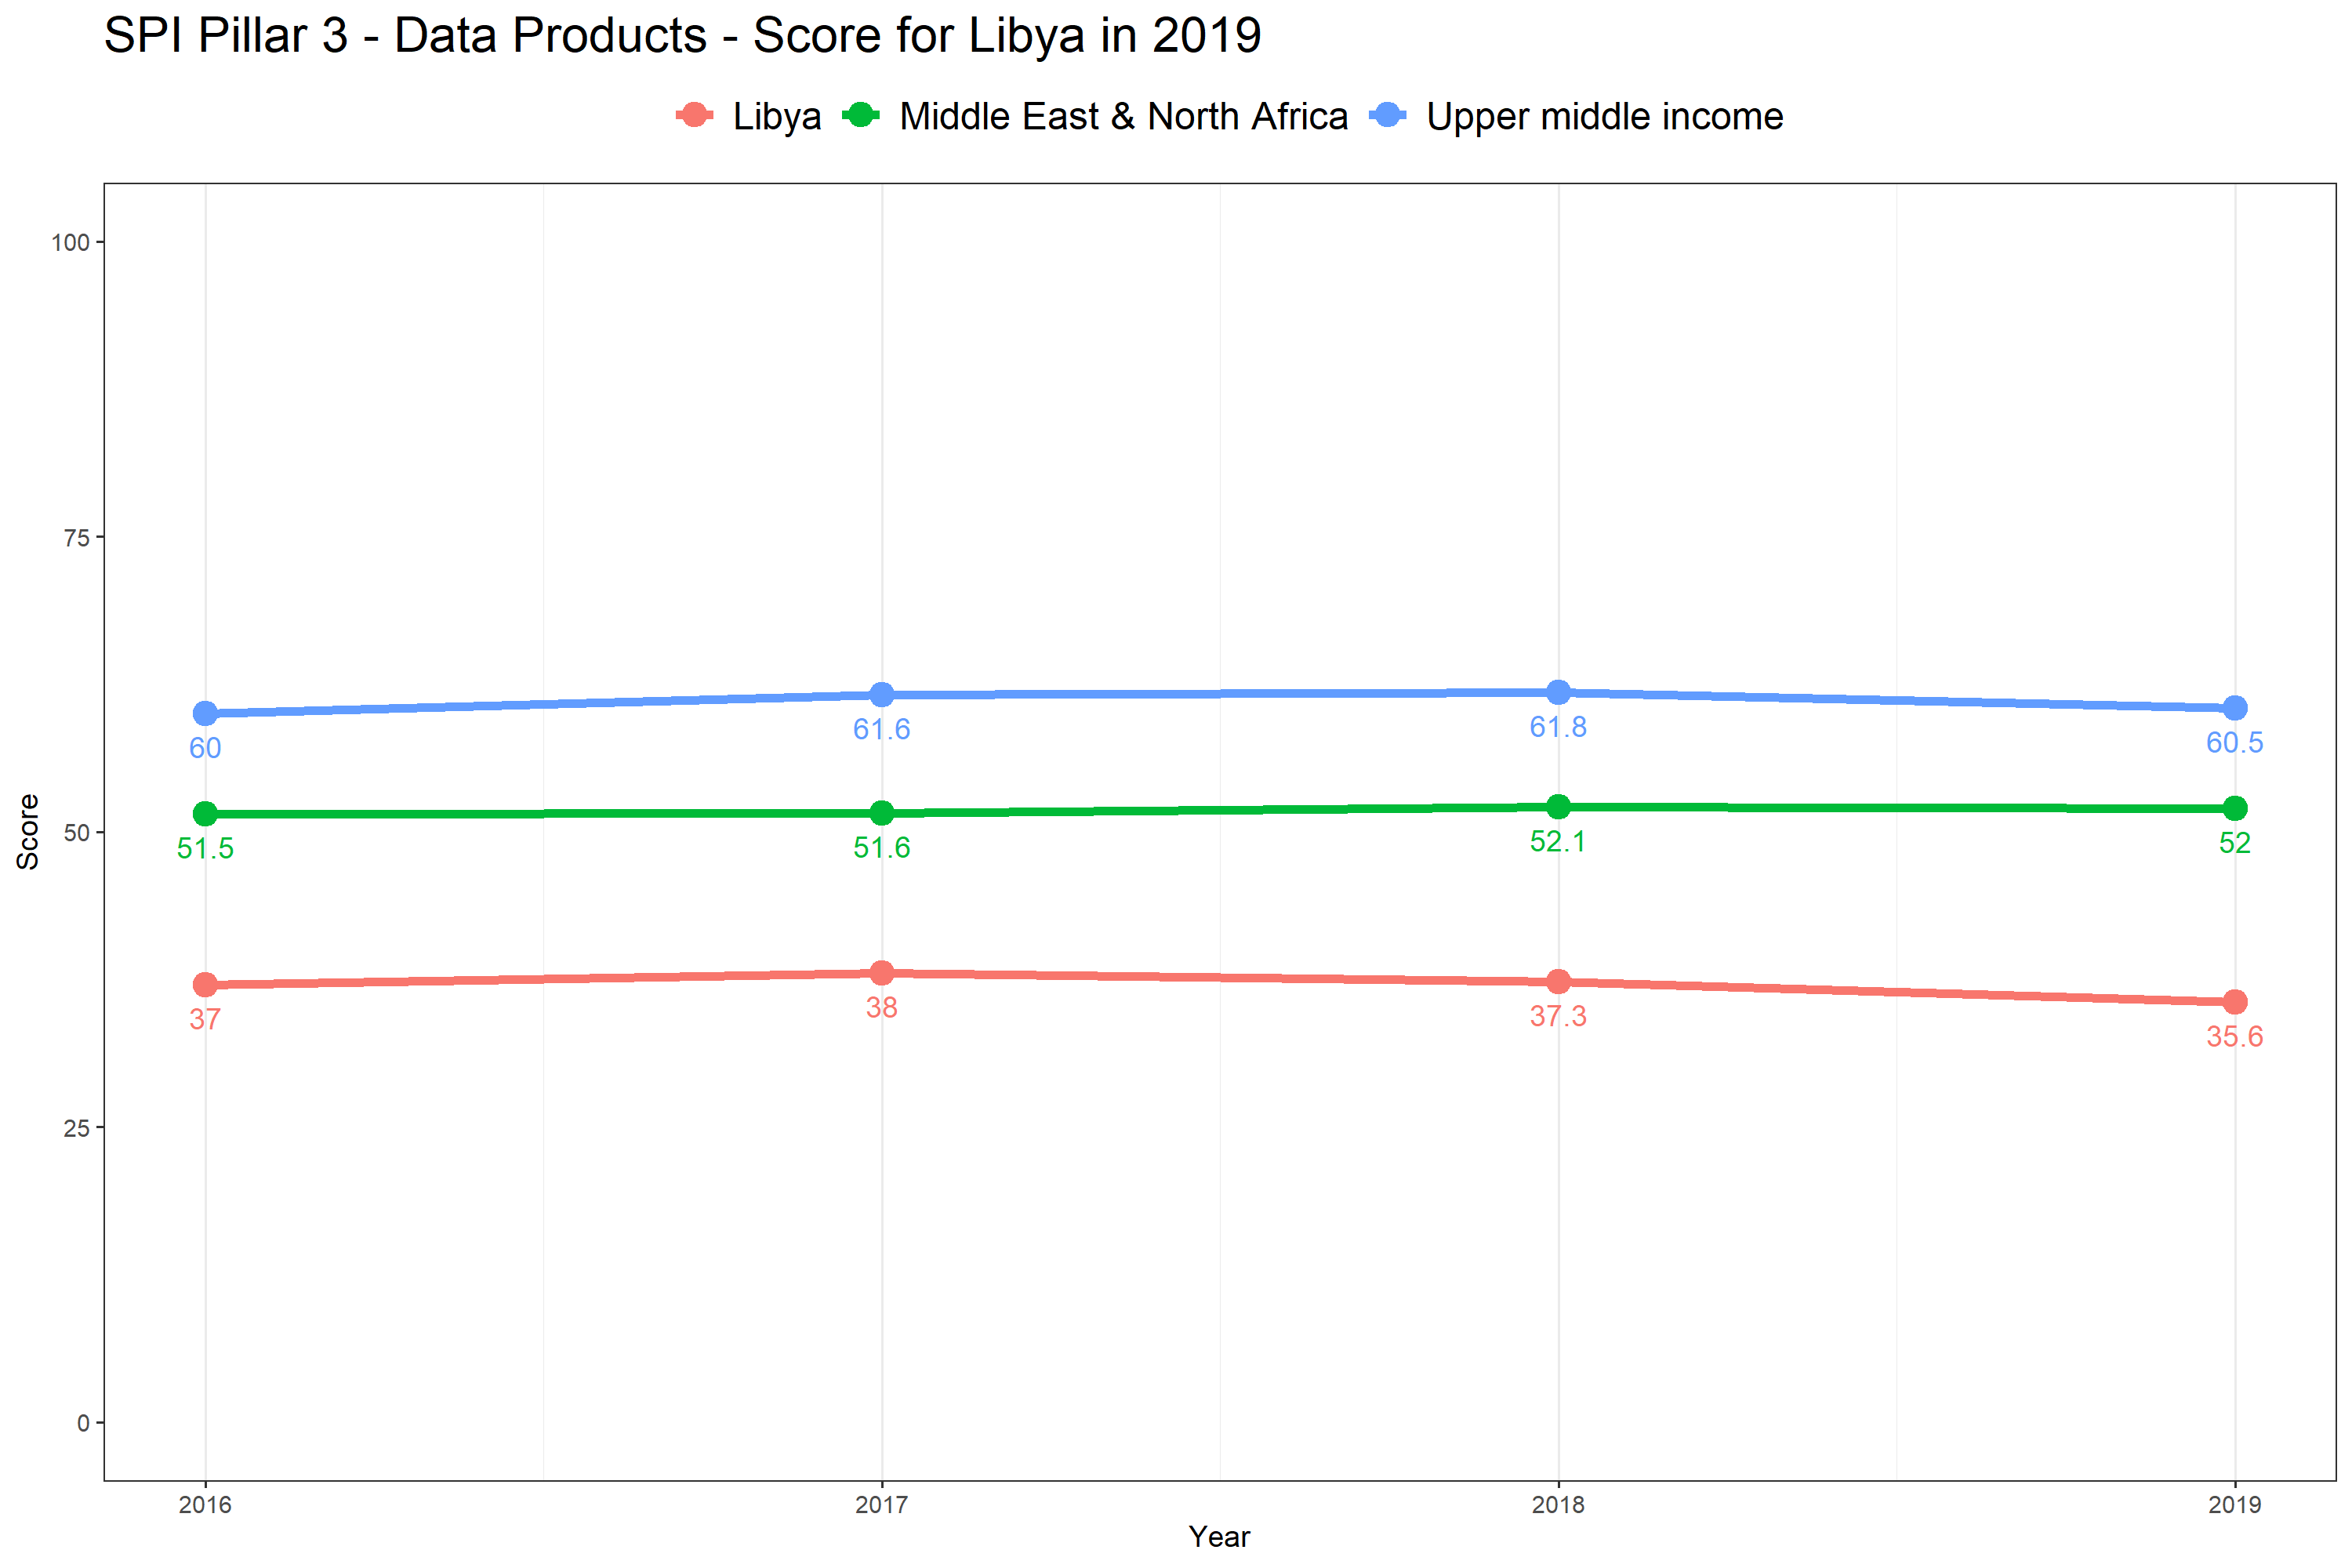 SPI Pillar 3 - Data Products - Score for Libya in 2019
Libya Middle East & North Africa Upper middle income
100
75
50
25
0
Score
60 61.6 61.8 60.5
51.5 51.6 52.1 52
37 38 37.3 35.6
2016 2017 2018 2019
Year